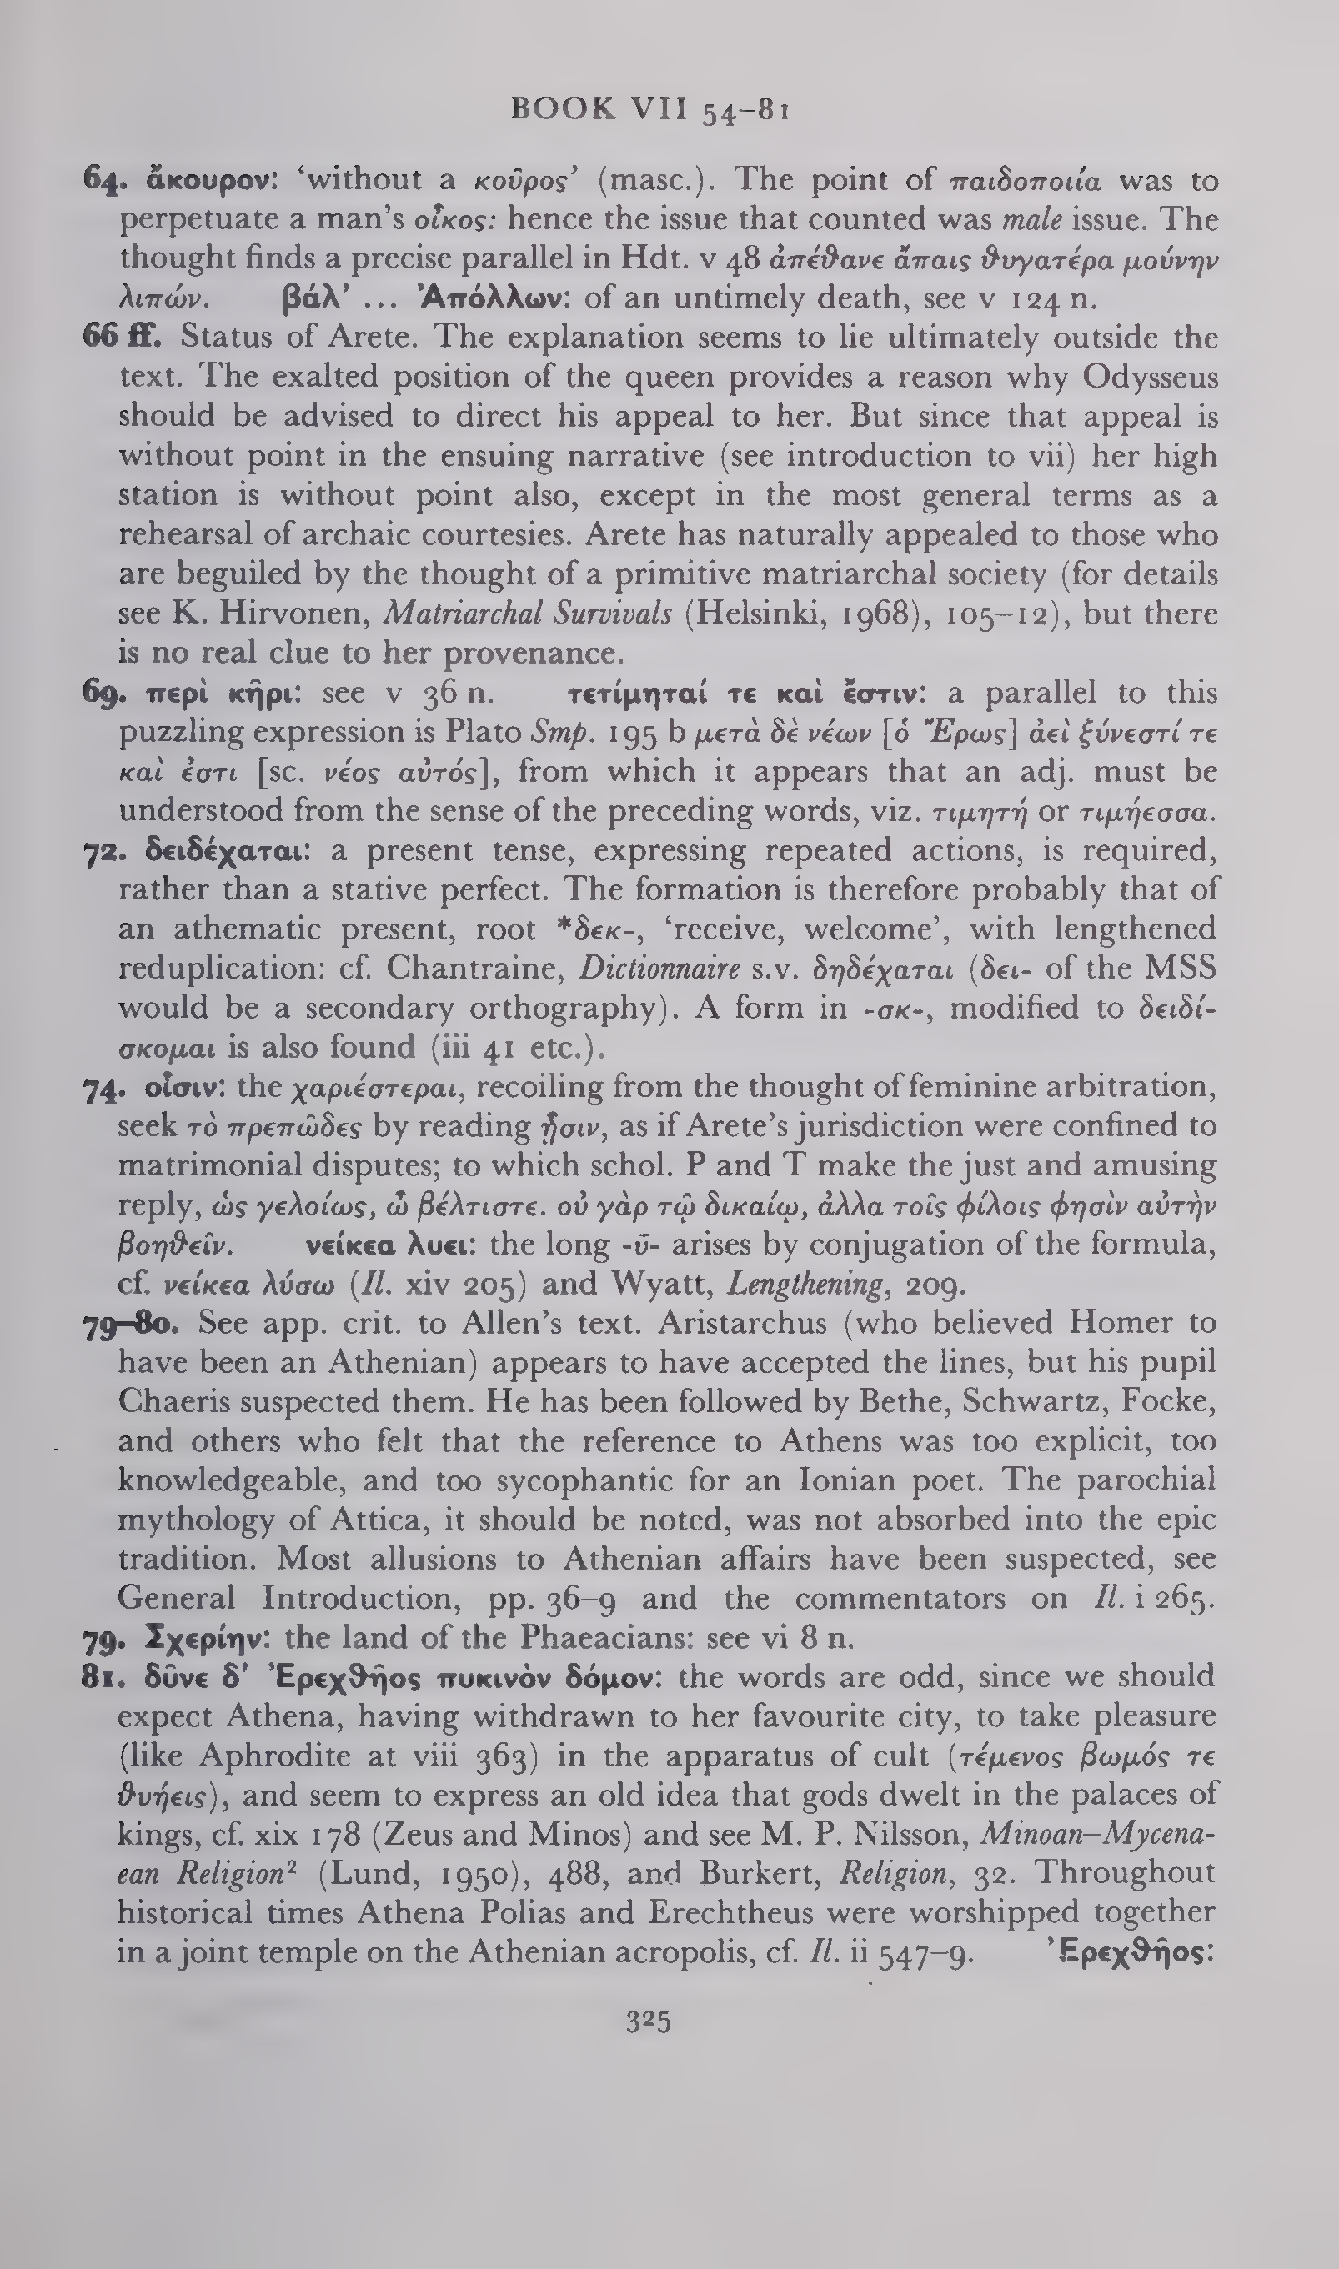 BOOK VII 54–81
64. ἄκουρον: ‘without a κοῦρος’ (masc.). The point of παιδοποιία was to
perpetuate a man’s οἶκος: hence the issue that counted was male issue. The
thought finds a precise parallel in Hdt. v 48 ἀπέϑανε ἄπαις ϑυγατέρα μούνην
λιπών. βάλ’ ... Ἀπόλλων: of an untimely death, see v 124 n.
66 ff. Status of Arete. The explanation seems to lie ultimately outside the
text. The exalted position of the queen provides a reason why Odysseus
should be advised to direct his appeal to her. But since that appeal is
without point in the ensuing narrative (see introduction to vii) her high
station is without point also, except in the most general terms as a
rehearsal of archaic courtesies. Arete has naturally appealed to those who
are beguiled by the thought of a primitive matriarchal society (for details
see K. Hirvonen, Matriarchal Survivals (Helsinki, 1968), 105–12), but there
is no real clue to her provenance.
69. περὶ κῆρι: see v 36 n. τετίμηταί τε καὶ ἔστιν: a parallel to this
puzzling expression is Plato Smp. 195 b μετὰ δὲ νέων [ὁ Ἔρως] ἀεὶ ξύνεστί τε
καὶ ἐστι [sc. νέος αὐτός], from which it appears that an adj. must be
understood from the sense of the preceding words, viz. τιμητή or τιμήεσσα.
72. δειδέχαται: a present tense, expressing repeated actions, is required,
rather than a stative perfect. The formation is therefore probably that of
an athematic present, root *δεκ-, ‘receive, welcome’, with lengthened
reduplication: cf. Chantraine, Dictionnaire s.v. δηδέχαται (δει- of the MSS
would be a secondary orthography). A form in -σκ-, modified to δειδί-
σκομαι is also found (iii 41 etc.).
74. οἷσιν: the χαριέστεραι, recoiling from the thought of feminine arbitration,
seek τὸ πρεπῶδες by reading ᾗσιν, as if Arete’s jurisdiction were confined to
matrimonial disputes; to which schol. P and T make the just and amusing
reply, ὡς γελοίως, ὦ βέλτιστε. οὐ γὰρ τῷ δικαίῳ, ἀλλα τοῖς φίλοις φησὶν αὐτὴν
βοηϑεῖν. νείκεα λυει: the long -ῡ- arises by conjugation of the formula,
cf. νείκεα λύσω (Il. xiv 205) and Wyatt, Lengthening, 209.
79–80. See app. crit. to Allen’s text. Aristarchus (who believed Homer to
have been an Athenian) appears to have accepted the lines, but his pupil
Chaeris suspected them. He has been followed by Bethe, Schwartz, Focke,
and others who felt that the reference to Athens was too explicit, too
knowledgeable, and too sycophantic for an Ionian poet. The parochial
mythology of Attica, it should be noted, was not absorbed into the epic
tradition. Most allusions to Athenian affairs have been suspected, see
General Introduction, pp. 36–9 and the commentators on Il. i 265.
79. Σχερίην: the land of the Phaeacians: see vi 8 n.
81. δῦνε δ’ Ἐρεχϑῆος πυκινὸν δόμον: the words are odd, since we should
expect Athena, having withdrawn to her favourite city, to take pleasure
(like Aphrodite at viii 363) in the apparatus of cult (τέμενος βωμός τε
ϑυήεις), and seem to express an old idea that gods dwelt in the palaces of
kings, cf. xix 178 (Zeus and Minos) and see M. P. Nilsson, Minoan–Mycena-
ean Religion² (Lund, 1950), 488, and Burkert, Religion, 32. Throughout
historical times Athena Polias and Erechtheus were worshipped together
in a joint temple on the Athenian acropolis, cf. Il. ii 547–9. Ἐρεχϑῆος:
325